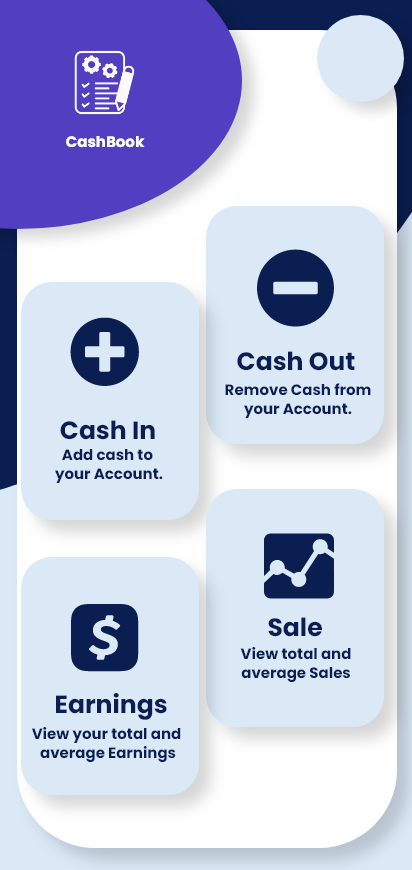 CashBook
Cash Out
Remove Cash from
your Account.
Cash In
Add cash to
your Account.
Sale
View total and
average Sales
$
Earnings
View your total and
average Earnings